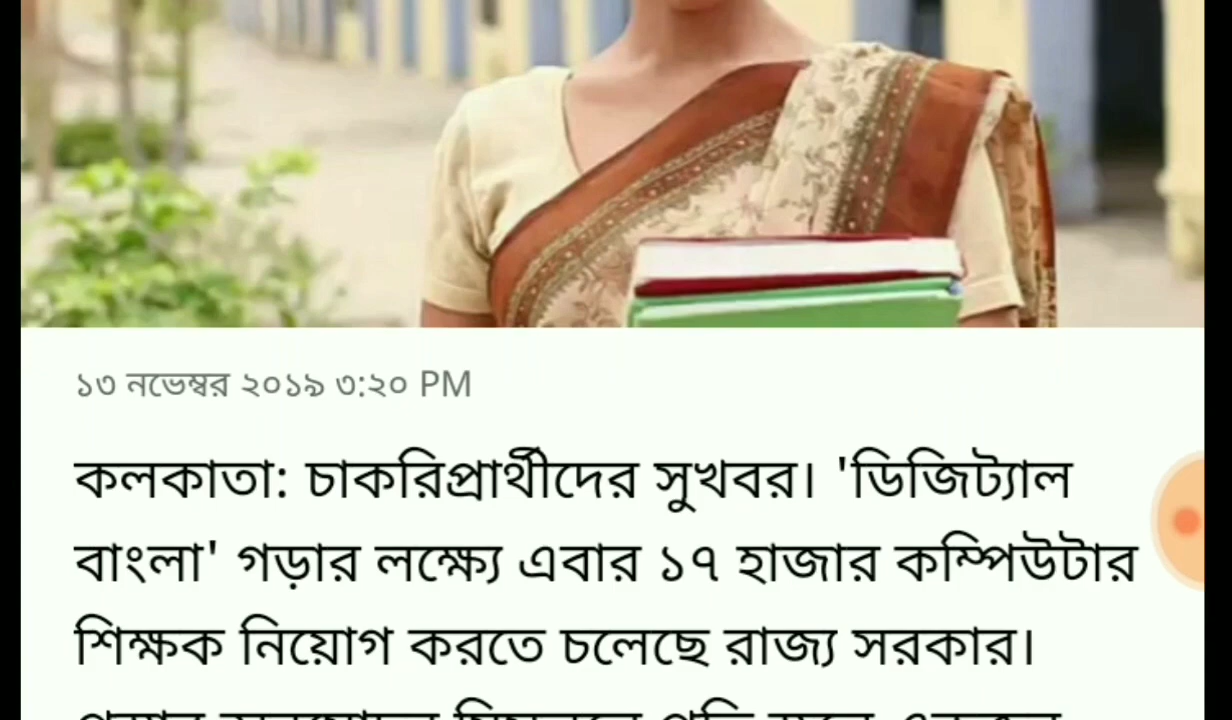 ১৩ নভেম্বর ২০১৯ ৩:২০ PM
কলকাতা: চাকরিপ্রার্থীদের সুখবর। 'ডিজিট্যাল
বাংলা' গড়ার লক্ষ্যে এবার ১৭ হাজার কম্পিউটার
শিক্ষক নিয়োগ করতে চলেছে রাজ্য সরকার।